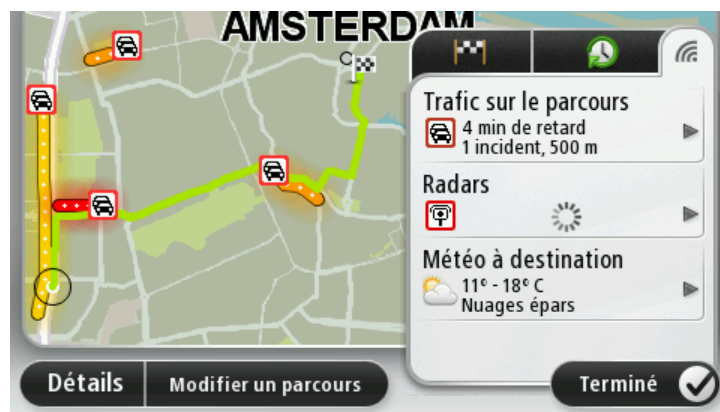 AMSTERDAM
Trafic sur le parcours
4 min de retard
1 incident, 500 m
Radars
Météo à destination
11° - 18° C
Nuages épars
Détails
Modifier un parcours
Terminé